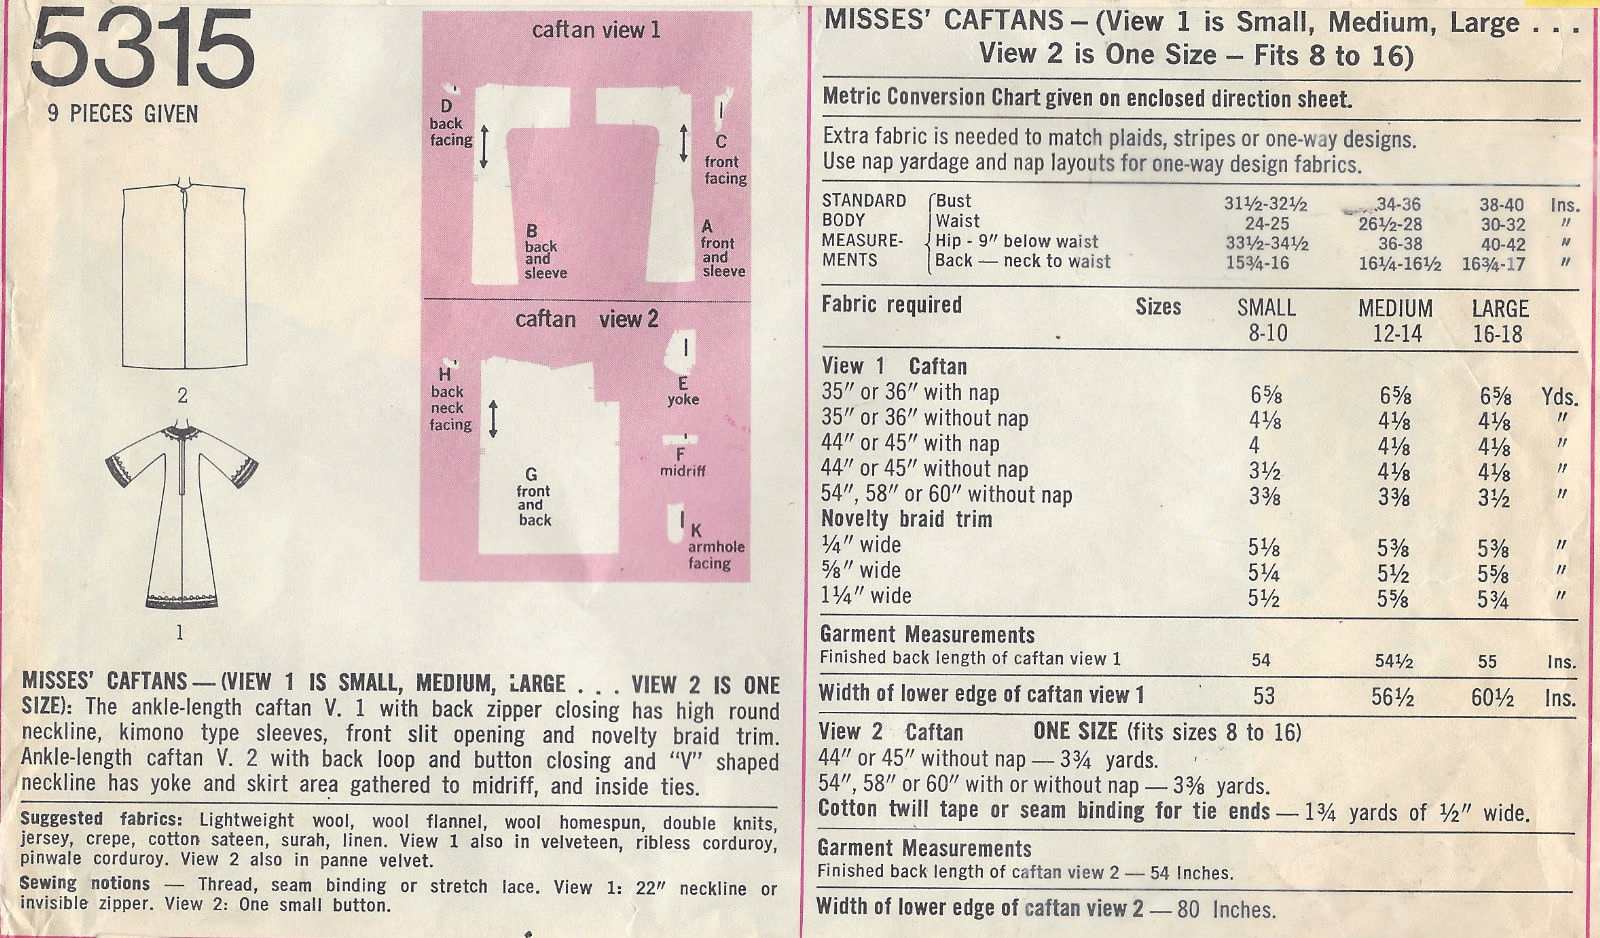 5315
9 PIECES GIVEN
2
1
caftan view 1
D
back
facing
C
front
facing
B
back
and
sleeve
A
front
and
sleeve
caftan view 2
H
back
neck
facing
E
yoke
F
midriff
G
front
and
back
K
armhole
facing
MISSES' CAFTANS — (VIEW 1 IS SMALL, MEDIUM, LARGE . . . VIEW 2 IS ONE
SIZE): The ankle-length caftan V. 1 with back zipper closing has high round
neckline, kimono type sleeves, front slit opening and novelty braid trim.
Ankle-length caftan V. 2 with back loop and button closing and “V” shaped
neckline has yoke and skirt area gathered to midriff, and inside ties.
Suggested fabrics: Lightweight wool, wool flannel, wool homespun, double knits,
jersey, crepe, cotton sateen, surah, linen. View 1 also in velveteen, ribless corduroy,
pinwale corduroy. View 2 also in panne velvet.
Sewing notions — Thread, seam binding or stretch lace. View 1: 22″ neckline or
invisible zipper. View 2: One small button.
MISSES' CAFTANS – (View 1 is Small, Medium, Large . . .
View 2 is One Size – Fits 8 to 16)
Metric Conversion Chart given on enclosed direction sheet.
Extra fabric is needed to match plaids, stripes or one-way designs.
Use nap yardage and nap layouts for one-way design fabrics.
STANDARD Bust 31½-32½ 34-36 38-40 Ins.
BODY Waist 24-25 26½-28 30-32 ″
MEASURE- Hip - 9″ below waist 33½-34½ 36-38 40-42 ″
MENTS Back — neck to waist 15¾-16 16¼-16½ 16¾-17 ″
Fabric required Sizes SMALL MEDIUM LARGE
8-10 12-14 16-18
View 1 Caftan
35″ or 36″ with nap 6⅝ 6⅝ 6⅝ Yds.
35″ or 36″ without nap 4⅛ 4⅛ 4⅛ ″
44″ or 45″ with nap 4 4⅛ 4⅛ ″
44″ or 45″ without nap 3½ 4⅛ 4⅛ ″
54″, 58″ or 60″ without nap 3⅜ 3⅜ 3½ ″
Novelty braid trim
¼″ wide 5⅛ 5⅜ 5⅜ ″
⅝″ wide 5¼ 5½ 5⅝ ″
1¼″ wide 5½ 5⅝ 5¾ ″
Garment Measurements
Finished back length of caftan view 1 54 54½ 55 Ins.
Width of lower edge of caftan view 1 53 56½ 60½ Ins.
View 2 Caftan ONE SIZE (fits sizes 8 to 16)
44″ or 45″ without nap — 3¾ yards.
54″, 58″ or 60″ with or without nap — 3⅜ yards.
Cotton twill tape or seam binding for tie ends — 1¾ yards of ½″ wide.
Garment Measurements
Finished back length of caftan view 2 — 54 Inches.
Width of lower edge of caftan view 2 — 80 Inches.